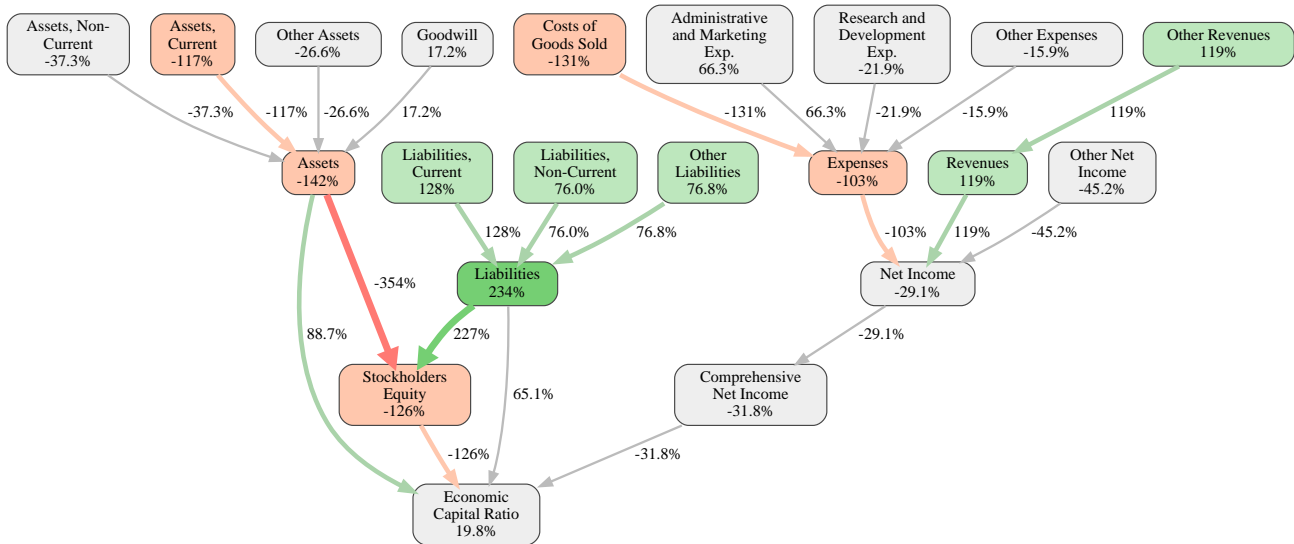 Assets, Non-
Current
-37.3%
Assets,
Current
-117%
Other Assets
-26.6%
Goodwill
17.2%
Costs of
Goods Sold
-131%
Administrative
and Marketing
Exp.
66.3%
Research and
Development
Exp.
-21.9%
Other Expenses
-15.9%
Other Revenues
119%
-37.3%
-117%
-26.6%
17.2%
-131%
66.3%
-21.9%
-15.9%
119%
Assets
-142%
Liabilities,
Current
128%
Liabilities,
Non-Current
76.0%
Other
Liabilities
76.8%
Expenses
-103%
Revenues
119%
Other Net
Income
-45.2%
128%
76.0%
76.8%
-103%
119%
-45.2%
-354%
Liabilities
234%
Net Income
-29.1%
88.7%
227%
65.1%
-29.1%
Stockholders
Equity
-126%
Comprehensive
Net Income
-31.8%
-126%
-31.8%
Economic
Capital Ratio
19.8%